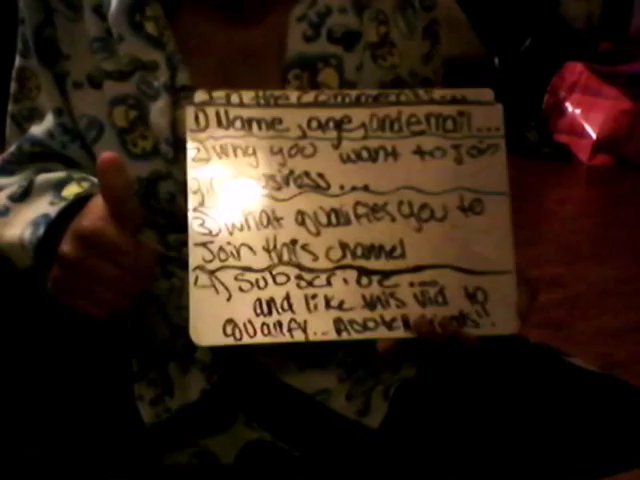 In the comments...
1) Name, age, and email...
2) why you want to join
...
3) what qualifies you to
Join this channel
4) Subscribe...
and like this vid to
qualify...